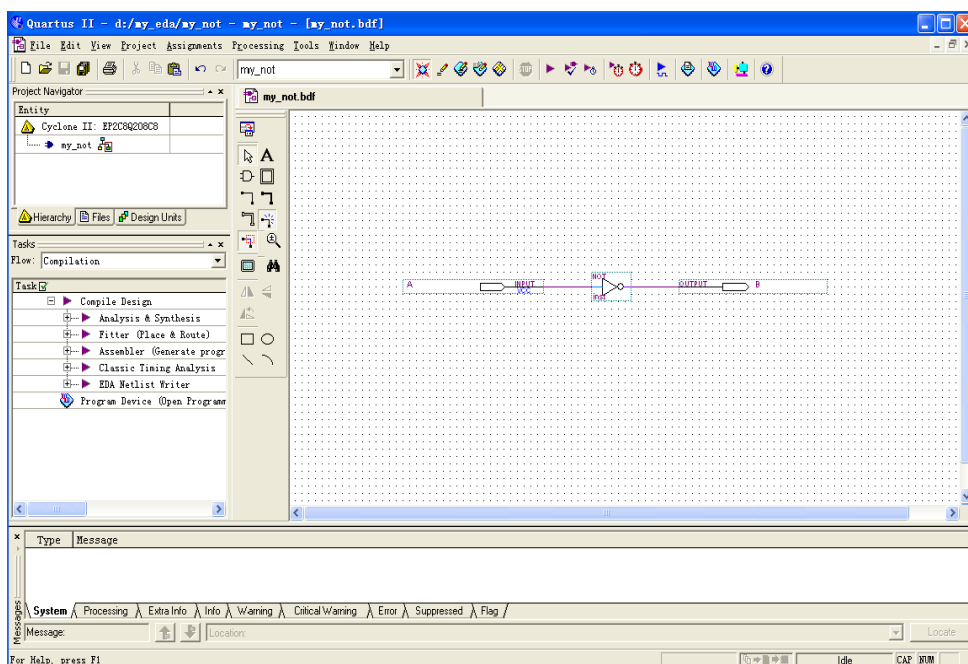 Quartus II - d:/my_eda/my_not - my_not - [my_not.bdf]
File Edit View Project Assignments Processing Tools Window Help
my_not
Project Navigator
my_not.bdf
Entity
Cyclone II: EP2C8Q208C8
my_not
Hierarchy Files Design Units
Tasks
Flow: Compilation
Task
Compile Design
Analysis & Synthesis
Fitter (Place & Route)
Assembler (Generate progr
Classic Timing Analysis
EDA Netlist Writer
Program Device (Open Programm
A INPUT VCC NOT inst OUTPUT B
Type Message
System Processing Extra Info Info Warning Critical Warning Error Suppressed Flag
Messages
Message: Location: Locate
For Help, press F1 Idle CAP NUM